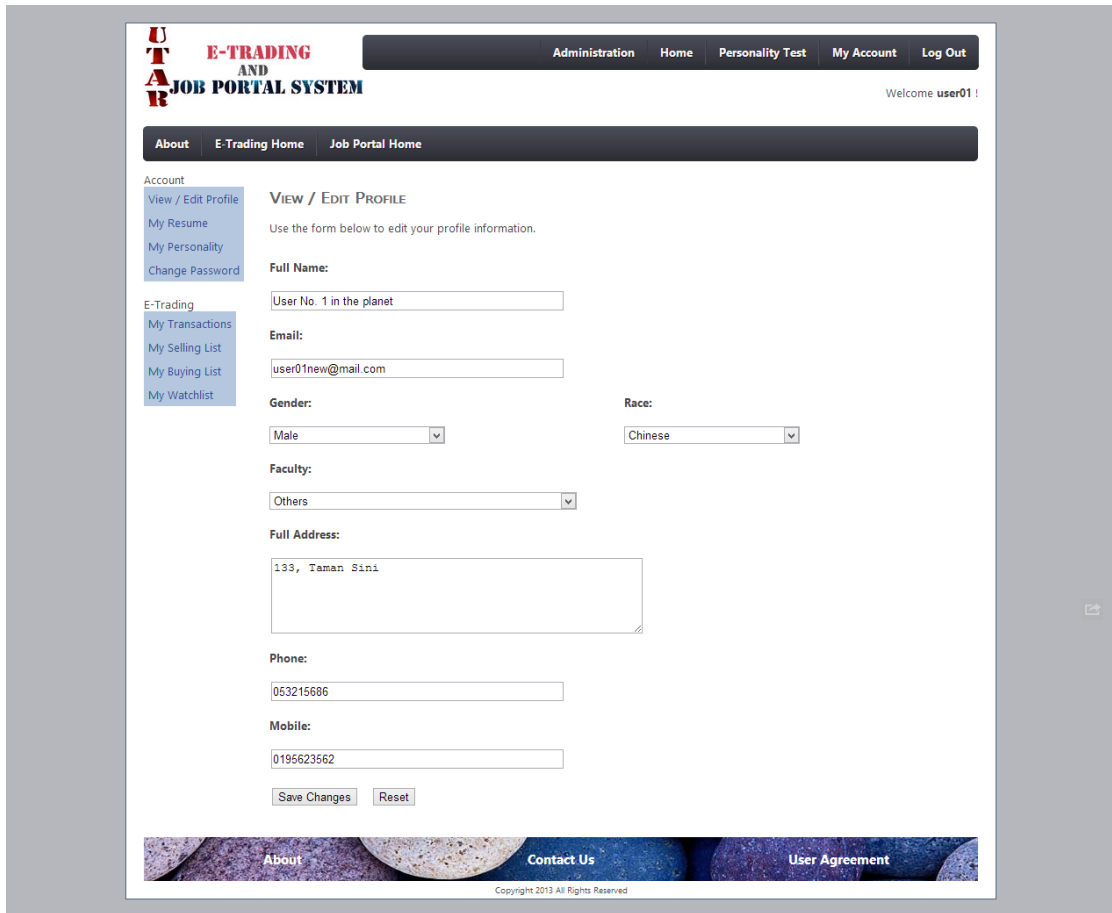 UTAR
E-TRADING
AND
JOB PORTAL SYSTEM
Administration Home Personality Test My Account Log Out
Welcome user01 !
About E-Trading Home Job Portal Home
Account
View / Edit Profile
My Resume
My Personality
Change Password
E-Trading
My Transactions
My Selling List
My Buying List
My Watchlist
View / Edit Profile
Use the form below to edit your profile information.
Full Name:
User No. 1 in the planet
Email:
user01new@mail.com
Gender: Race:
Male Chinese
Faculty:
Others
Full Address:
133, Taman Sini
Phone:
053215686
Mobile:
0195623562
Save Changes Reset
About Contact Us User Agreement
Copyright 2013 All Rights Reserved